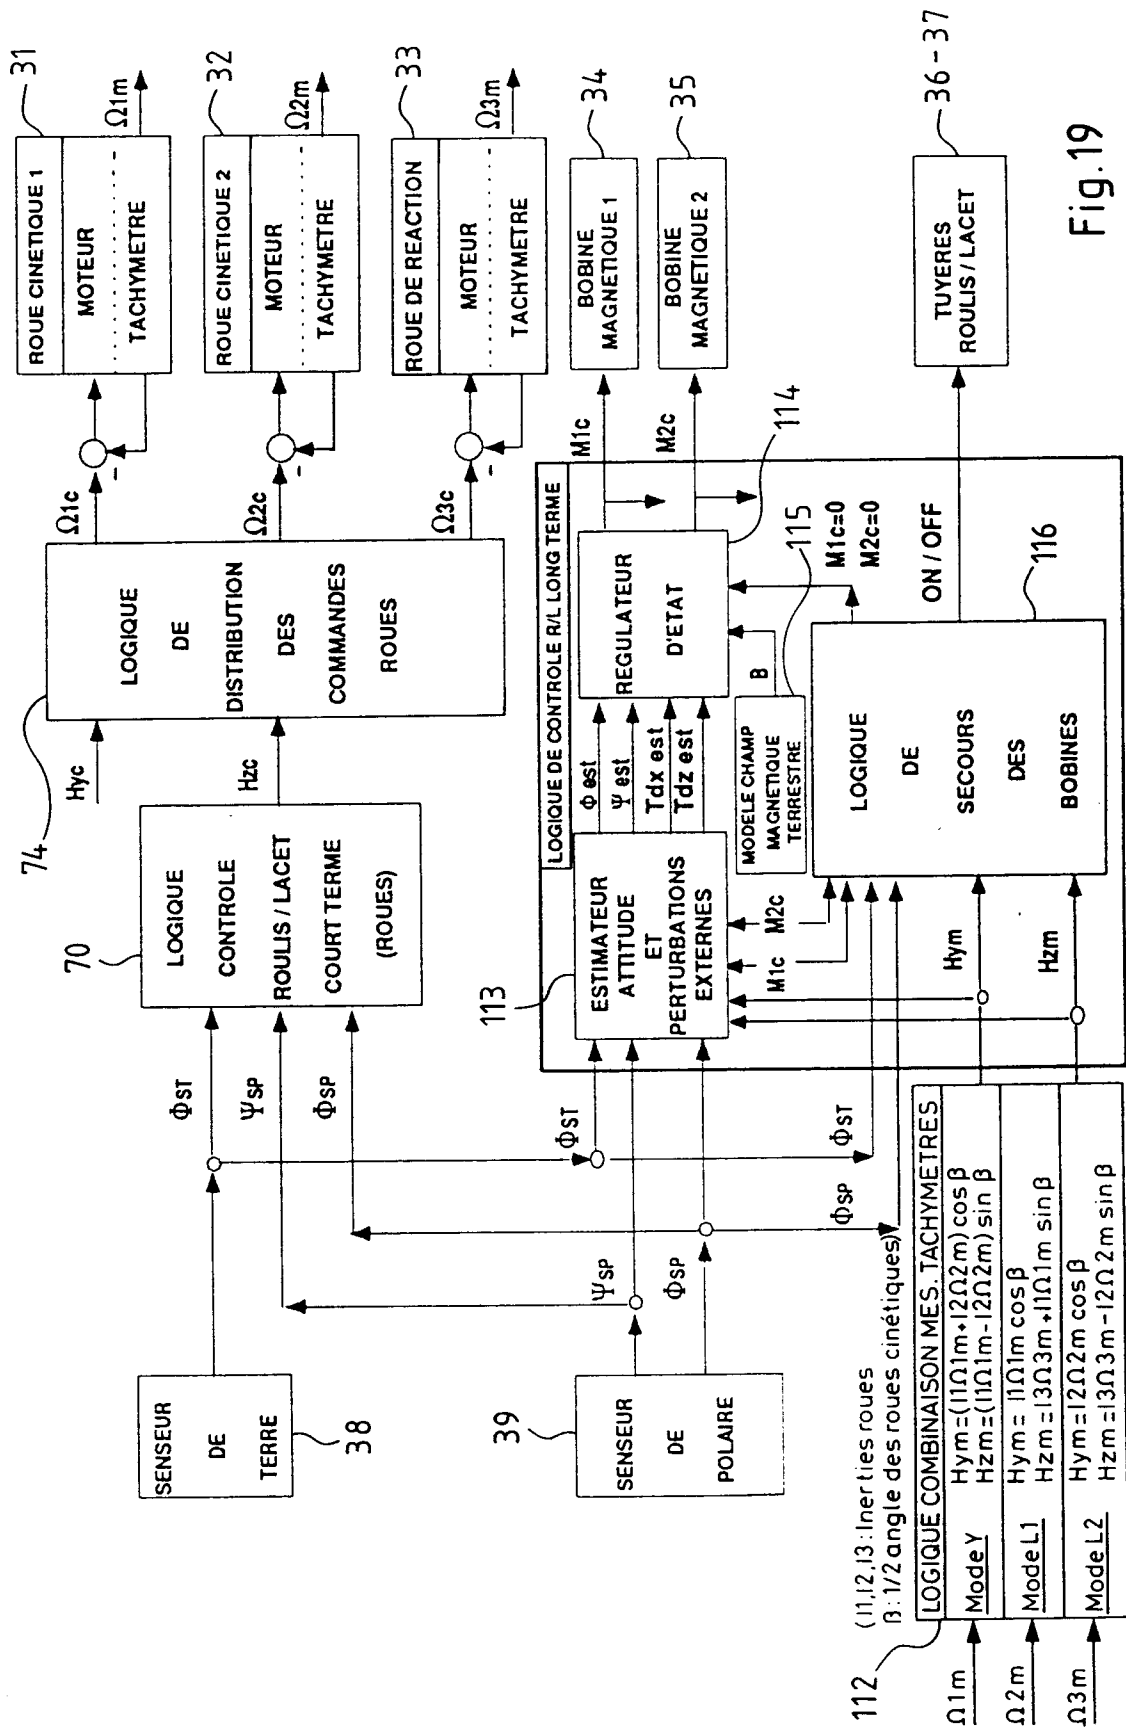 SENSEUR
DE
TERRE
38
SENSEUR
DE
POLAIRE
39
ΦST
ΨSP
ΦSP
ΨSP
ΦSP
ΦST
ΦST
ΦSP
70
LOGIQUE
CONTROLE
ROULIS / LACET
COURT TERME
(ROUES)
Hyc
Hzc
74
LOGIQUE
DE
DISTRIBUTION
DES
COMMANDES
ROUES
Ω1c
Ω2c
Ω3c
-
-
-
ROUE CINETIQUE 1
MOTEUR
TACHYMETRE
Ω1m
31
ROUE CINETIQUE 2
MOTEUR
TACHYMETRE
Ω2m
32
ROUE DE REACTION
MOTEUR
TACHYMETRE
Ω3m
33
LOGIQUE DE CONTROLE R/L LONG TERME
113
ESTIMATEUR
ATTITUDE
ET
PERTURBATIONS
EXTERNES
Φ est
Ψ est
Tdx est
Tdz est
REGULATEUR
D'ETAT
114
M1c
M2c
BOBINE
MAGNETIQUE 1
34
BOBINE
MAGNETIQUE 2
35
MODELE CHAMP
MAGNETIQUE
TERRESTRE
B
115
M1c=0
M2c=0
M1c
M2c
Hym
Hzm
LOGIQUE
DE
SECOURS
DES
BOBINES
116
ON / OFF
TUYERES
ROULIS / LACET
36-37
(I1,I2,I3:Inerties roues
β:1/2 angle des roues cinétiques)
112
LOGIQUE COMBINAISON MES. TACHYMETRES
Mode Y Hym=(I1Ω1m+I2Ω2m) cos β
Hzm=(I1Ω1m-I2Ω2m) sin β
Mode L1 Hym= I1Ω1m cos β
Hzm=I3Ω3m+I1Ω1m sin β
Mode L2 Hym=I2Ω2m cos β
Hzm=I3Ω3m-I2Ω2m sin β
Ω1m
Ω2m
Ω3m
Fig.19